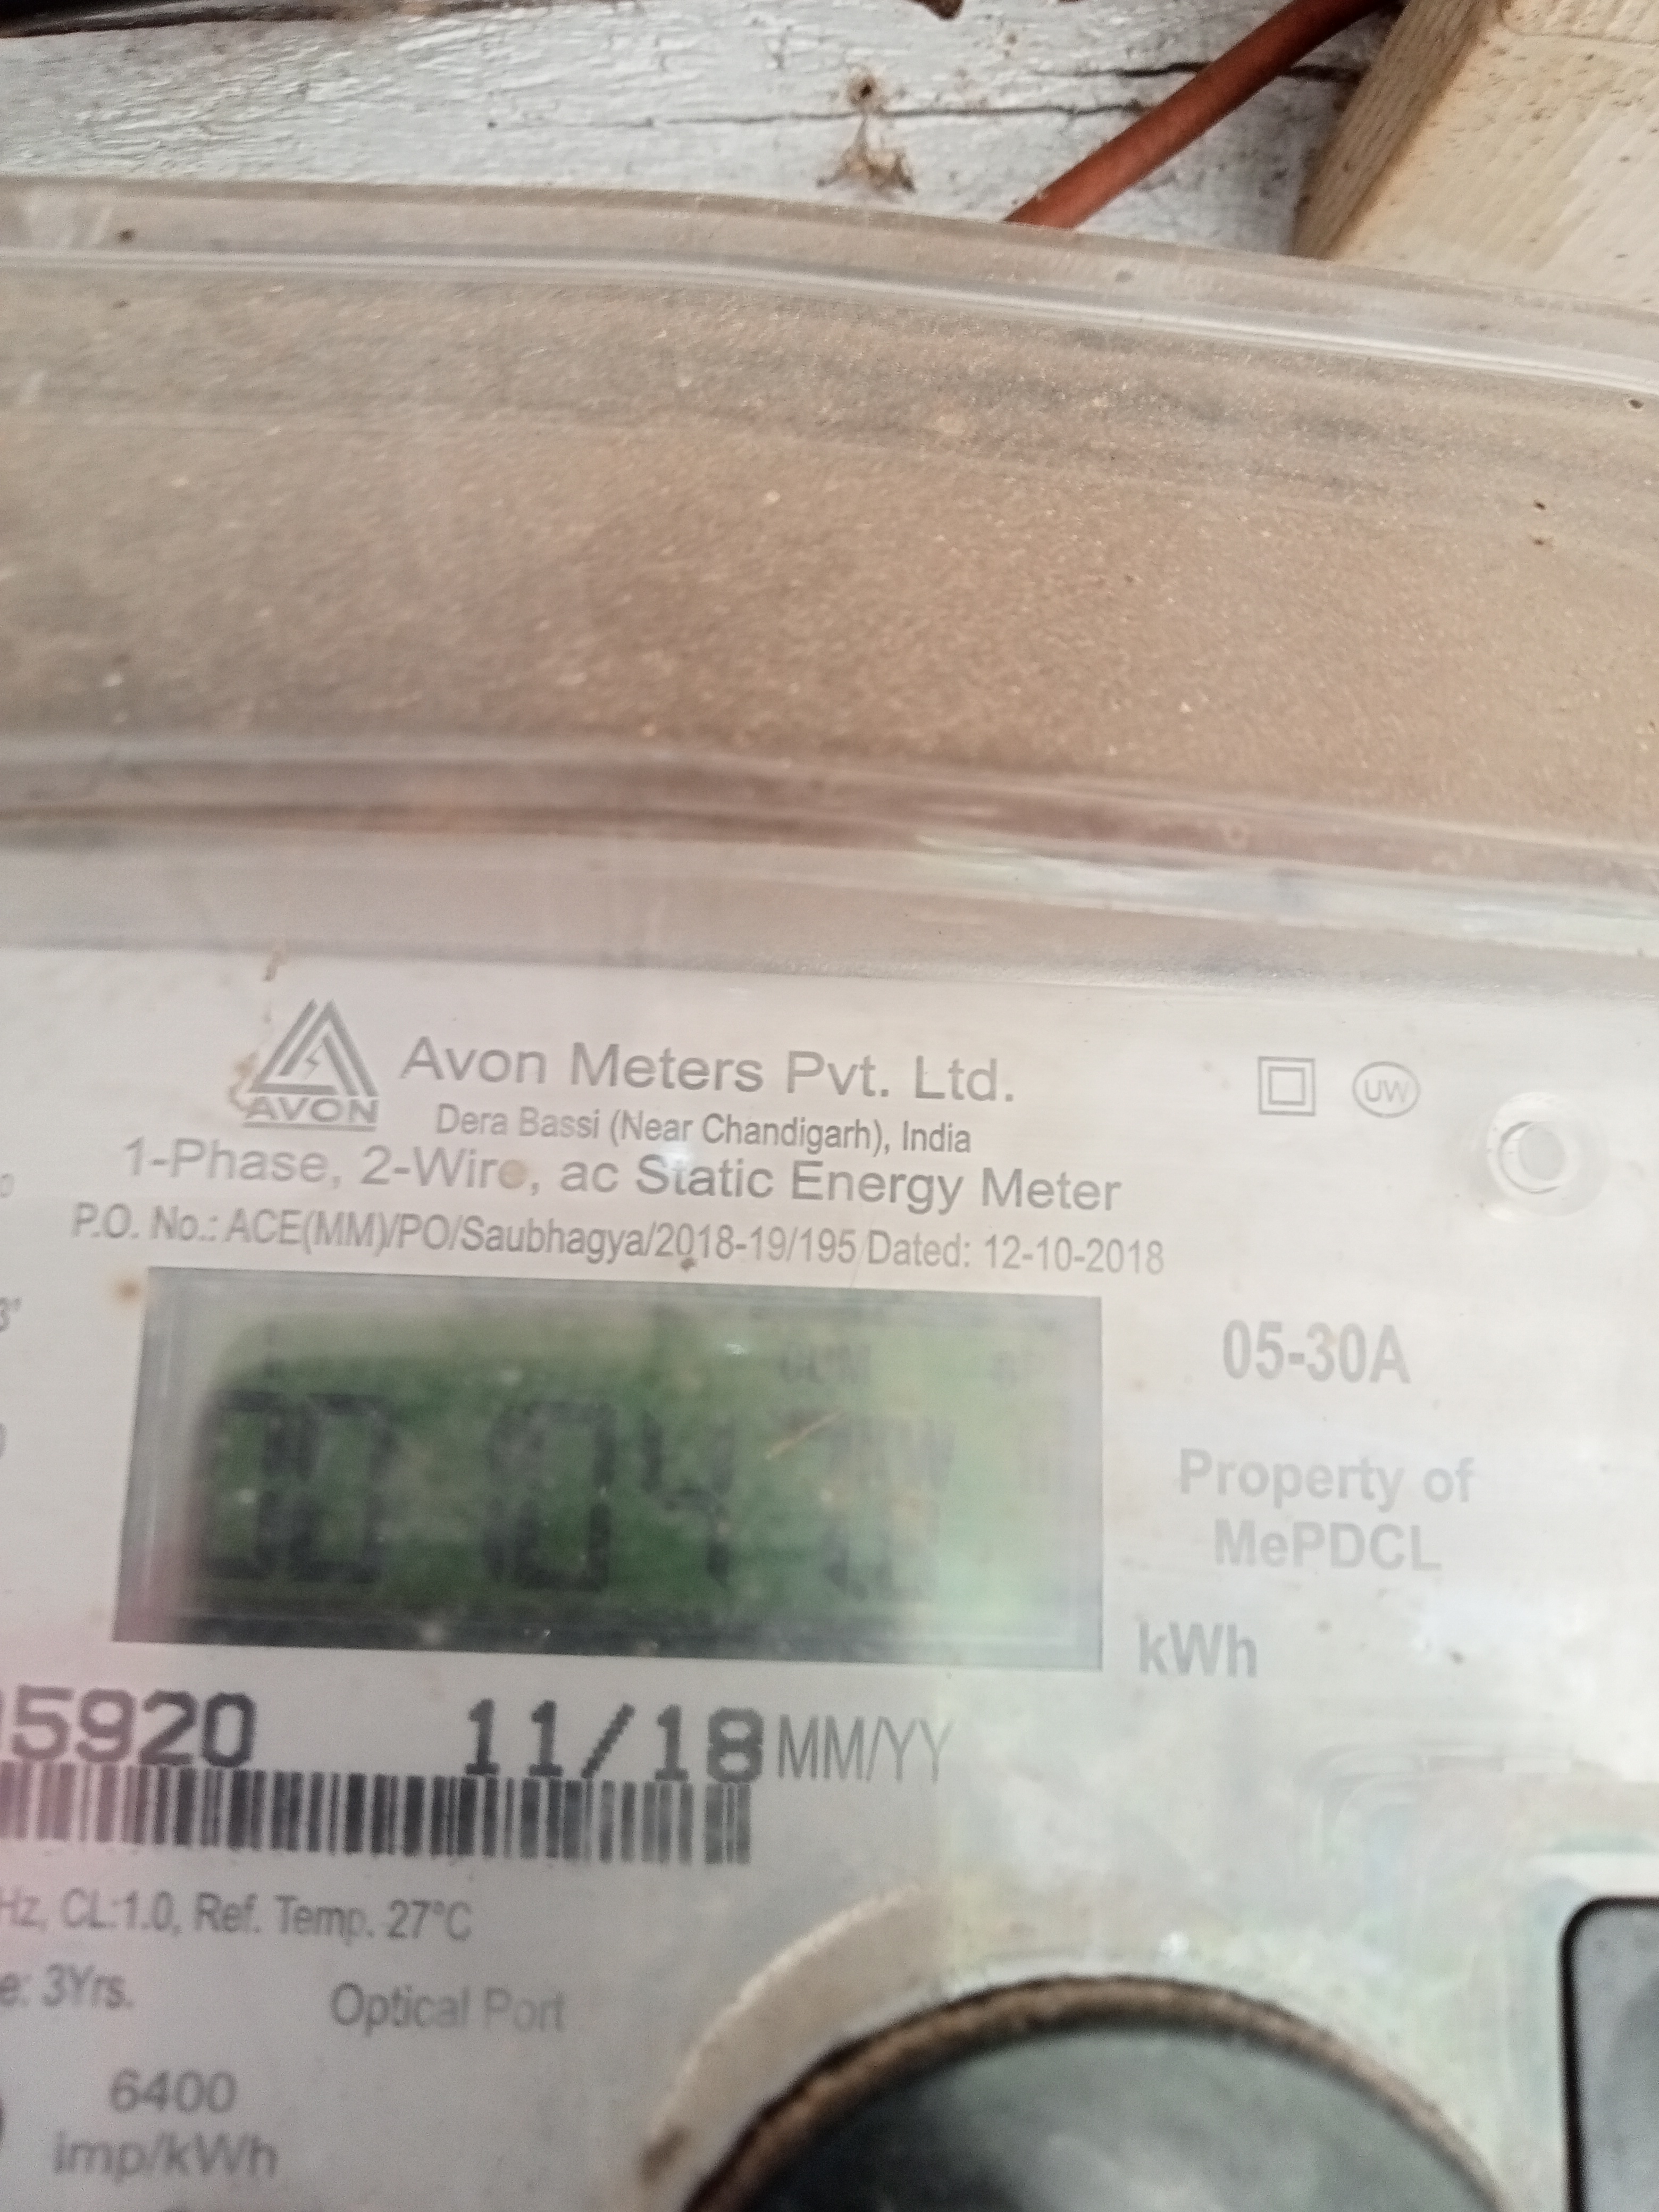 AVON
Avon Meters Pvt. Ltd.
Dera Bassi (Near Chandigarh), India
UW
1-Phase, 2-Wire, ac Static Energy Meter
P.O. No.: ACE(MM)/PO/Saubhagya/2018-19/195 Dated: 12-10-2018
05-30A
Property of
MePDCL
kWh
5920 11/18 MM/YY
Hz, CL:1.0, Ref. Temp. 27°C
e: 3Yrs.
Optical Port
6400
imp/kWh